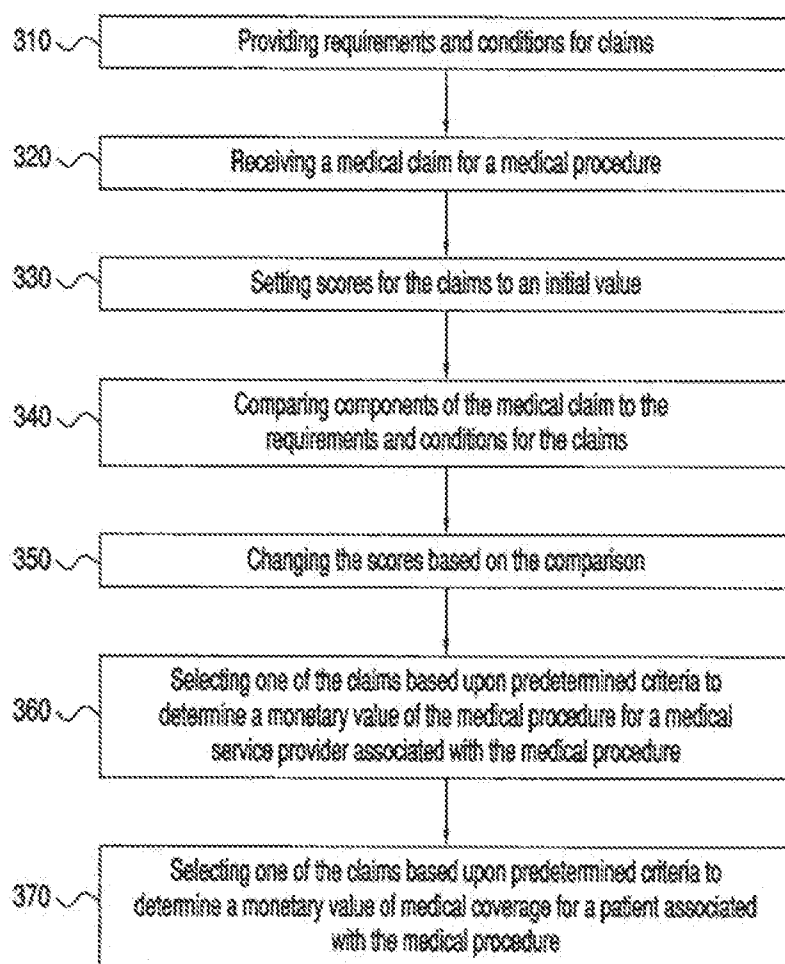 310
Providing requirements and conditions for claims
320
Receiving a medical claim for a medical procedure
330
Setting scores for the claims to an initial value
340
Comparing components of the medical claim to the
requirements and conditions for the claims
350
Changing the scores based on the comparison
360
Selecting one of the claims based upon predetermined criteria to
determine a monetary value of the medical procedure for a medical
service provider associated with the medical procedure
370
Selecting one of the claims based upon predetermined criteria to
determine a monetary value of medical coverage for a patient associated
with the medical procedure